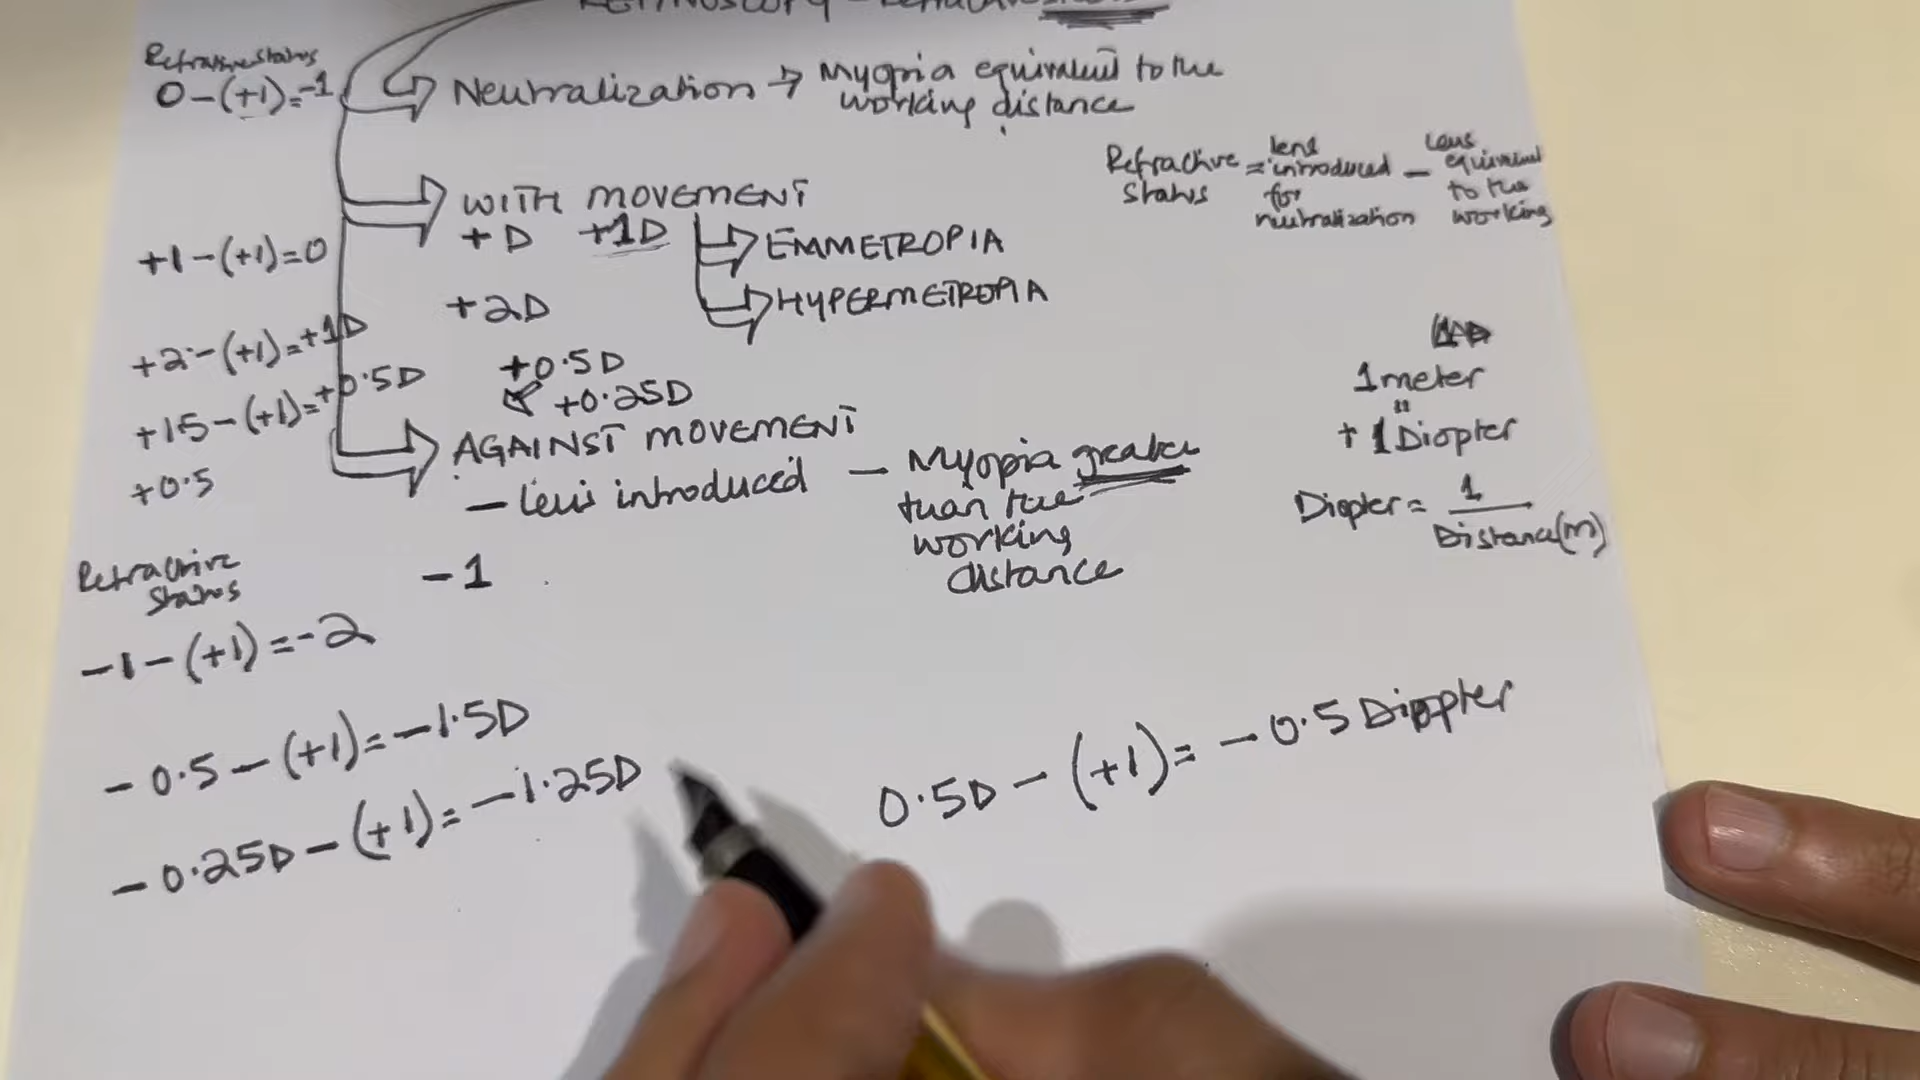 RETINOSCOPY -
Refractive status
0-(+1)=-1
Neutralization → Myopia equivalent to the
working distance
Refractive status = lens introduced for neutralization - Lens equivalent to the working
WITH MOVEMENT
+D +1D
EMMETROPIA
HYPERMETROPIA
+1-(+1)=0
+2D
+2-(+1)=+1D
+0.5D
+0.25D
+1.5-(+1)=+0.5D
+0.5
1 meter
"
+1 Diopter
Diopter = 1
Distance(m)
AGAINST MOVEMENT
- Lens introduced - Myopia greater
than the
working
distance
Refractive
status
-1
-1-(+1)=-2
-0.5-(+1)=-1.5D
-0.25D-(+1)=-1.25D
0.5D-(+1)=-0.5 Diopter